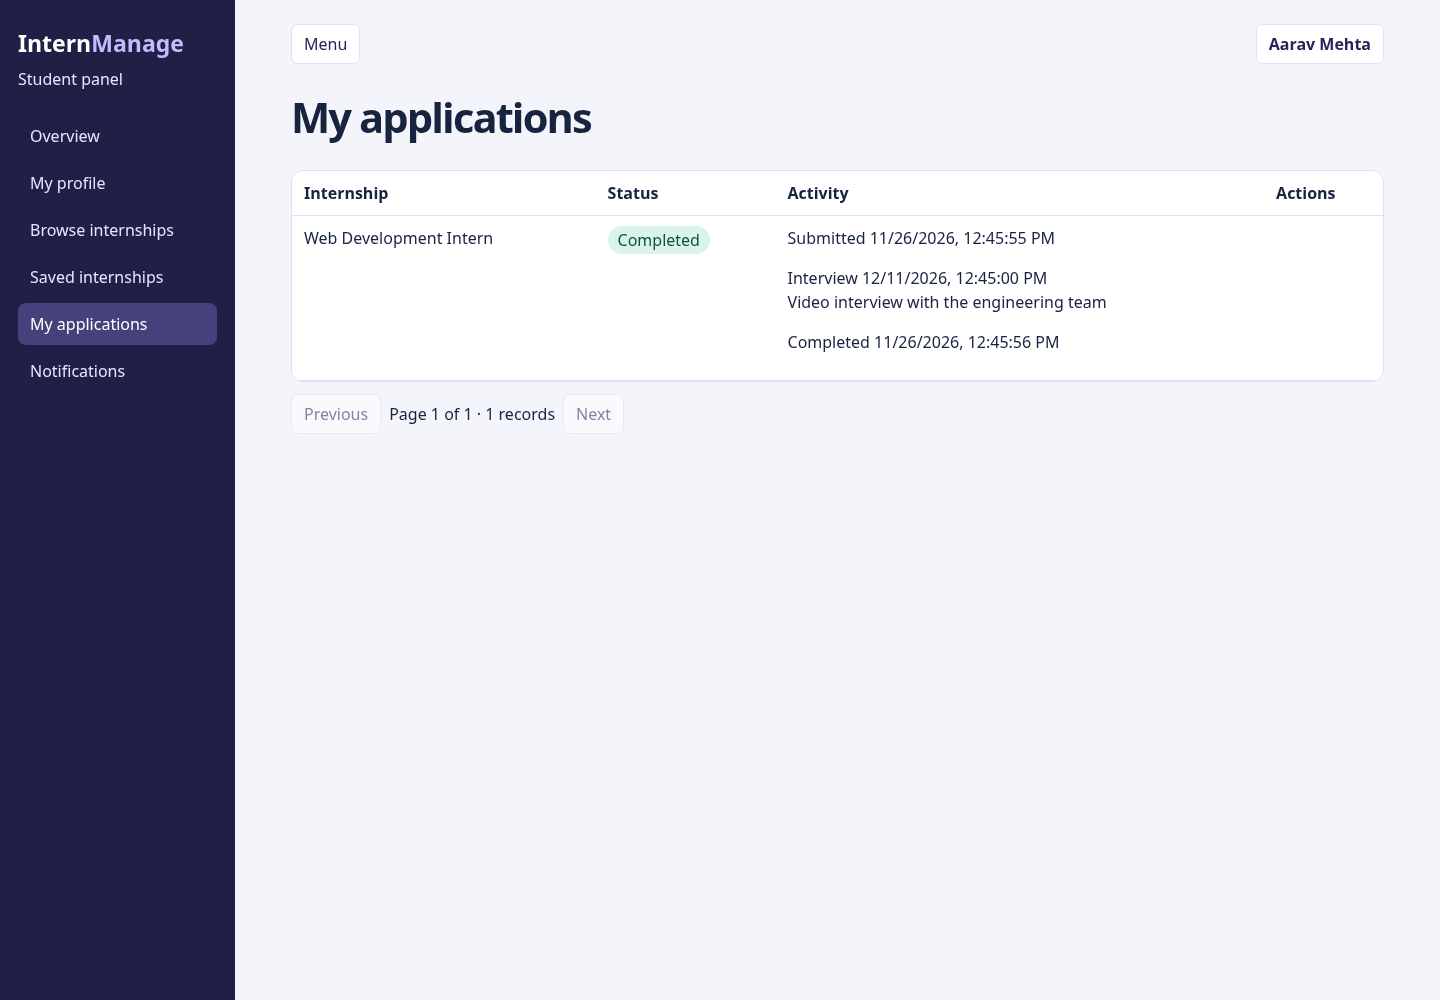 InternManage
Student panel
Overview
My profile
Browse internships
Saved internships
My applications
Notifications
Menu
Aarav Mehta
My applications
Internship Status Activity Actions
Web Development Intern Completed Submitted 11/26/2026, 12:45:55 PM
Interview 12/11/2026, 12:45:00 PM
Video interview with the engineering team
Completed 11/26/2026, 12:45:56 PM
Previous Page 1 of 1 · 1 records Next